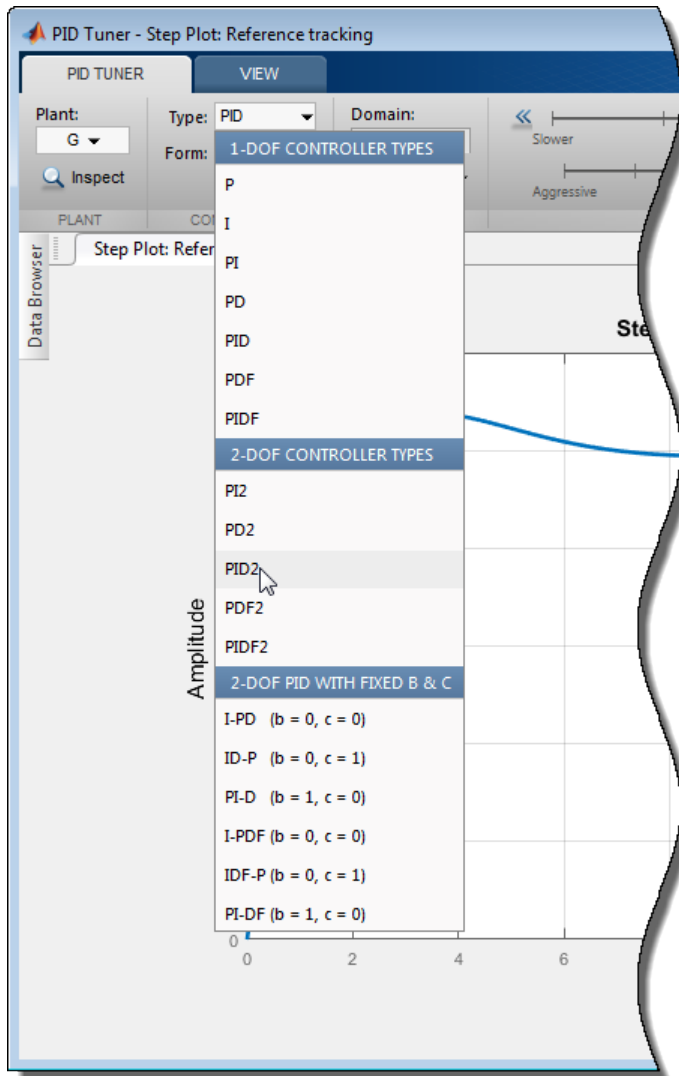 PID Tuner - Step Plot: Reference tracking
PID TUNER
VIEW
Plant:
G
Inspect
PLANT
Type: PID
Form:
Domain:
Slower
Aggressive
Data Browser
Step Plot: Refer
1-DOF CONTROLLER TYPES
P
I
PI
PD
PID
PDF
PIDF
2-DOF CONTROLLER TYPES
PI2
PD2
PID2
PDF2
PIDF2
2-DOF PID WITH FIXED B & C
I-PD (b = 0, c = 0)
ID-P (b = 0, c = 1)
PI-D (b = 1, c = 0)
I-PDF (b = 0, c = 0)
IDF-P (b = 0, c = 1)
PI-DF (b = 1, c = 0)
Amplitude
0
0 2 4 6